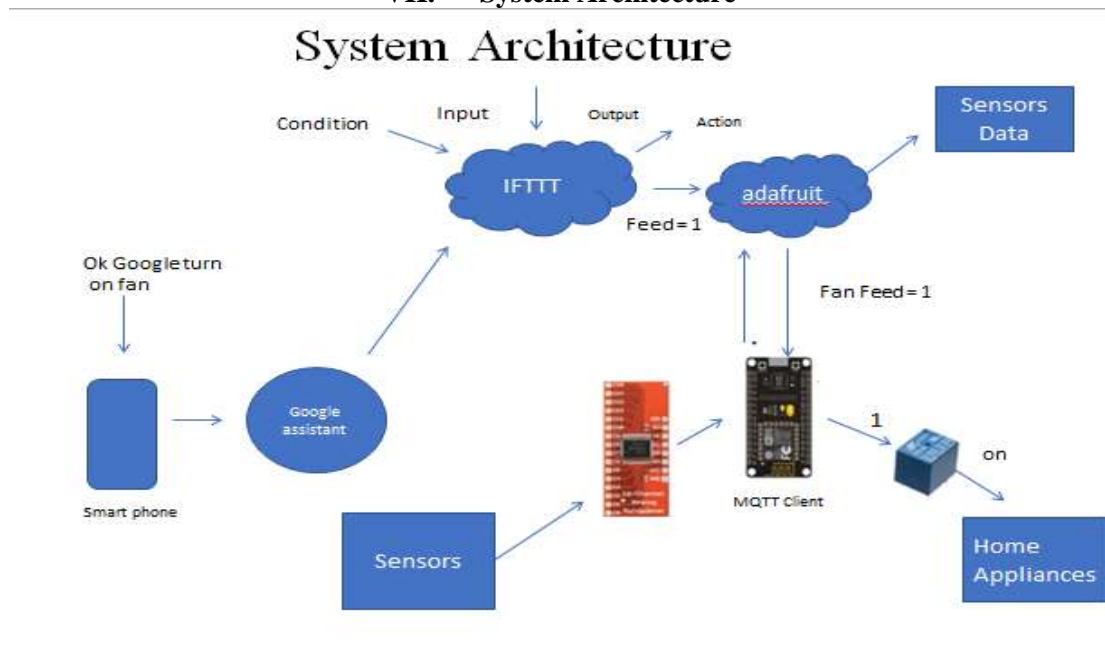 VII. System Architecture
System Architecture
Condition
Input
Output
Action
Sensors
Data
IFTTT
adafruit
Feed=1
Ok Google turn
on fan
Fan Feed=1
Google
assistant
1
on
Smart phone
MQTT Client
Sensors
Home
Appliances